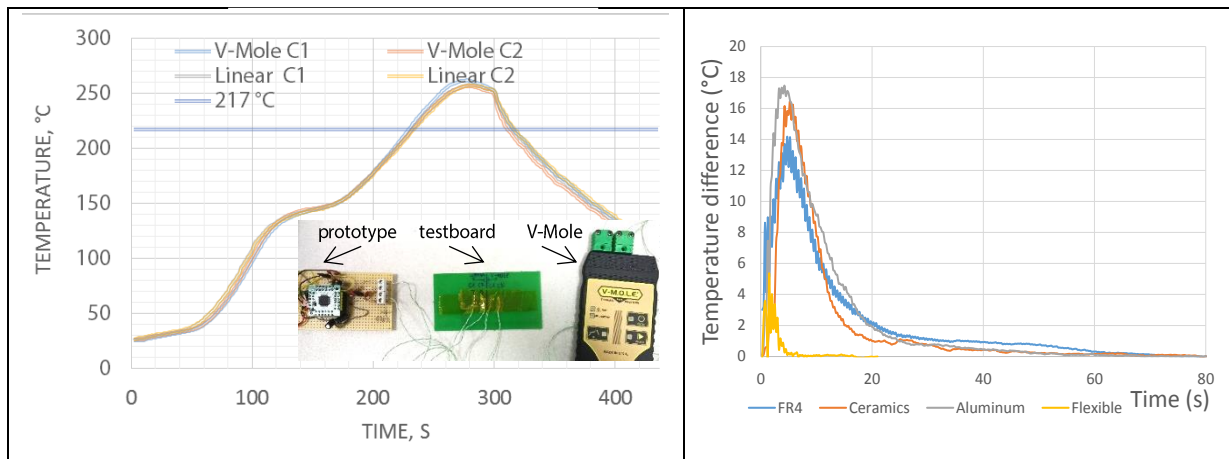 300
250
200
150
100
50
0
TEMPERATURE, °C
V-Mole C1
V-Mole C2
Linear C1
Linear C2
217 °C
prototype
testboard
V-Mole
V-M.O.L.E.
0
100
200
300
400
TIME, S
20
18
16
14
12
10
8
6
4
2
0
Temperature difference (°C)
0
20
40
60
80
Time (s)
FR4
Ceramics
Aluminum
Flexible